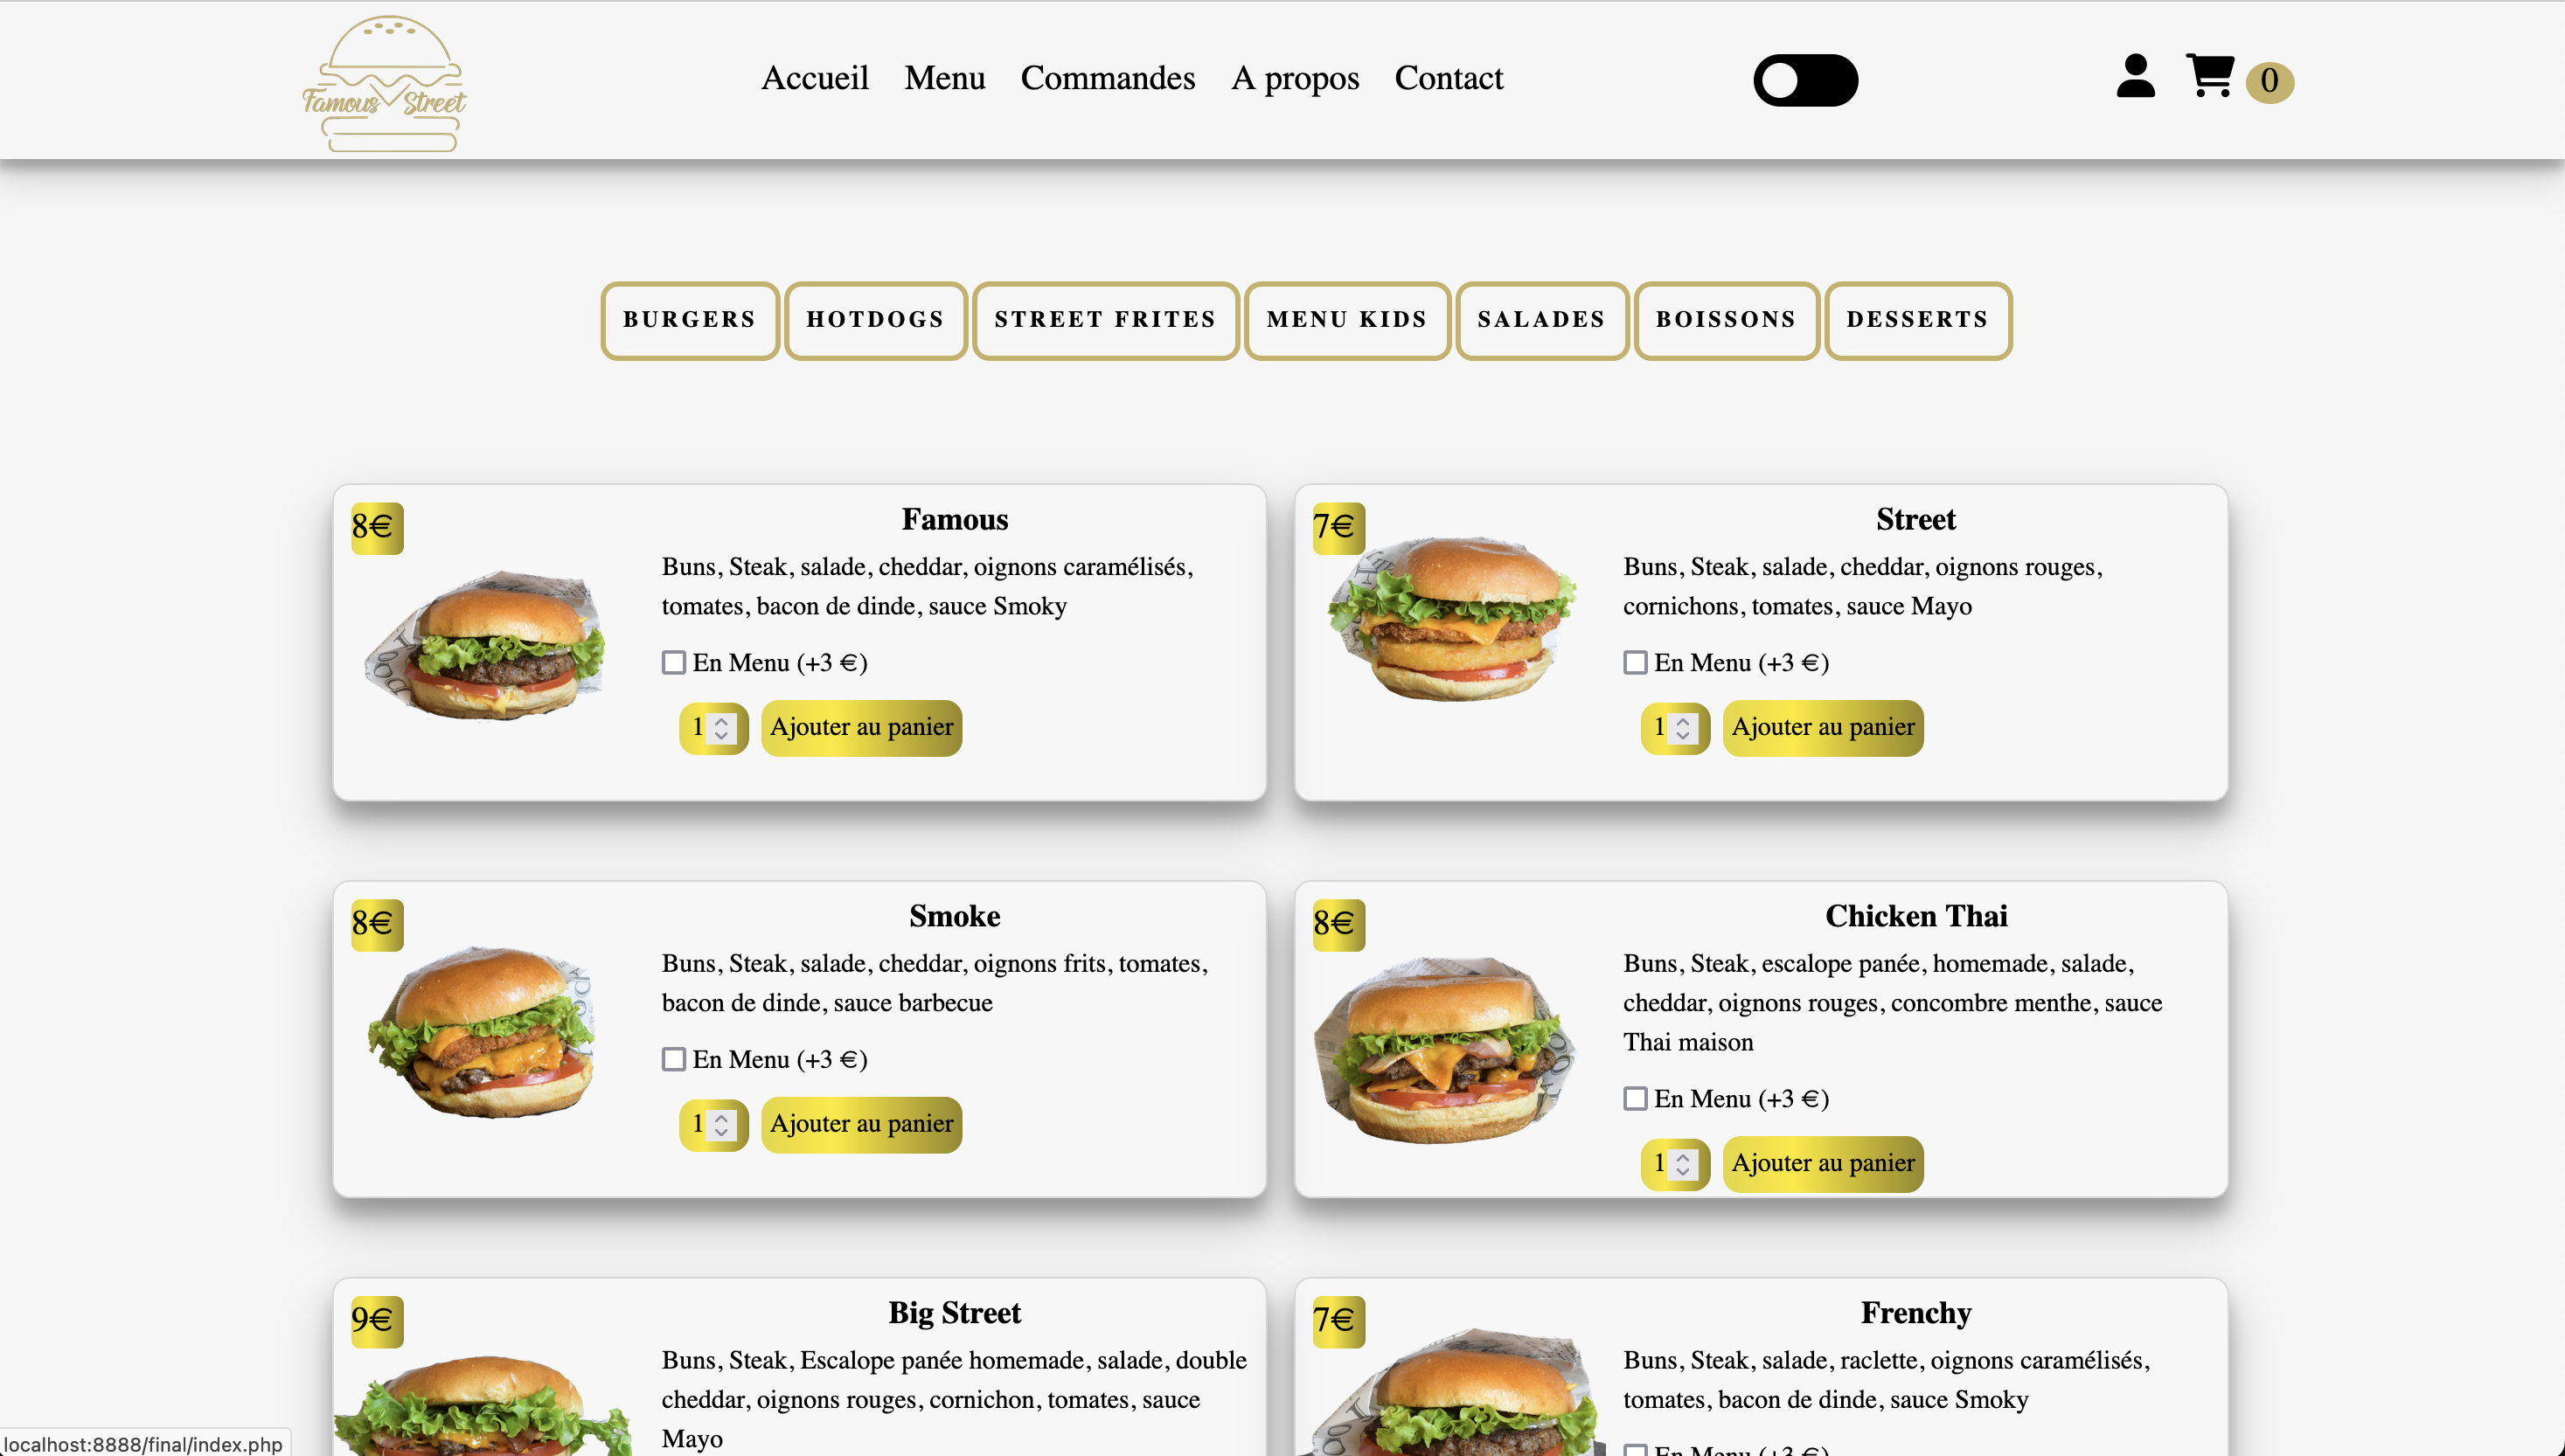 Famous Street
Accueil Menu Commandes A propos Contact
0
BURGERS HOTDOGS STREET FRITES MENU KIDS SALADES BOISSONS DESSERTS
8€
Famous
Buns, Steak, salade, cheddar, oignons caramélisés,
tomates, bacon de dinde, sauce Smoky
En Menu (+3 €)
1 Ajouter au panier
7€
Street
Buns, Steak, salade, cheddar, oignons rouges,
cornichons, tomates, sauce Mayo
En Menu (+3 €)
1 Ajouter au panier
8€
Smoke
Buns, Steak, salade, cheddar, oignons frits, tomates,
bacon de dinde, sauce barbecue
En Menu (+3 €)
1 Ajouter au panier
8€
Chicken Thai
Buns, Steak, escalope panée, homemade, salade,
cheddar, oignons rouges, concombre menthe, sauce
Thai maison
En Menu (+3 €)
1 Ajouter au panier
9€
Big Street
Buns, Steak, Escalope panée homemade, salade, double
cheddar, oignons rouges, cornichon, tomates, sauce
Mayo
7€
Frenchy
Buns, Steak, salade, raclette, oignons caramélisés,
tomates, bacon de dinde, sauce Smoky
En Menu (+3 €)
localhost:8888/final/index.php